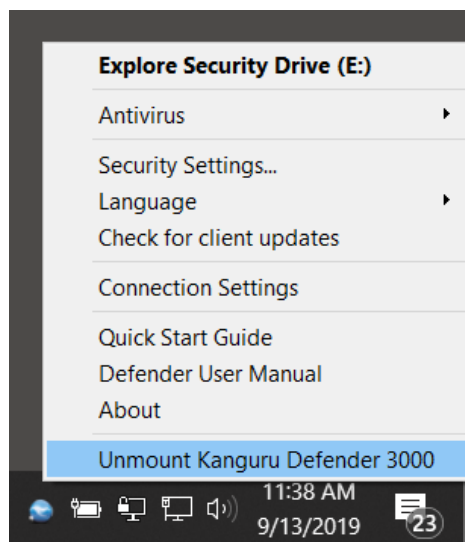 Explore Security Drive (E:)
Antivirus
Security Settings...
Language
Check for client updates
Connection Settings
Quick Start Guide
Defender User Manual
About
Unmount Kanguru Defender 3000
11:38 AM
9/13/2019
23